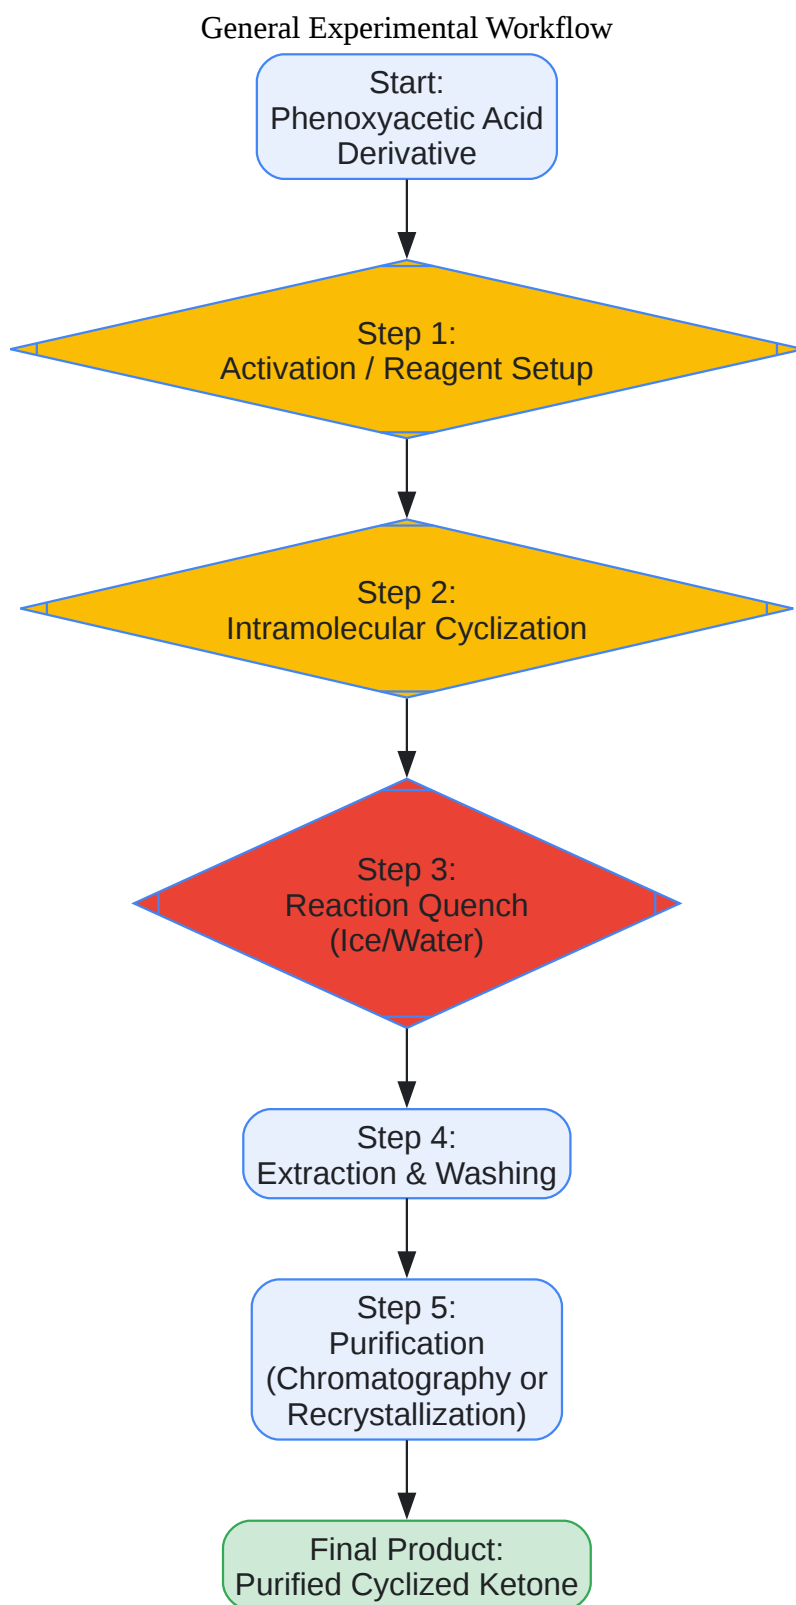 General Experimental Workflow
Start:
Phenoxyacetic Acid
Derivative
Step 1:
Activation / Reagent Setup
Step 2:
Intramolecular Cyclization
Step 3:
Reaction Quench
(Ice/Water)
Step 4:
Extraction & Washing
Step 5:
Purification
(Chromatography or
Recrystallization)
Final Product:
Purified Cyclized Ketone